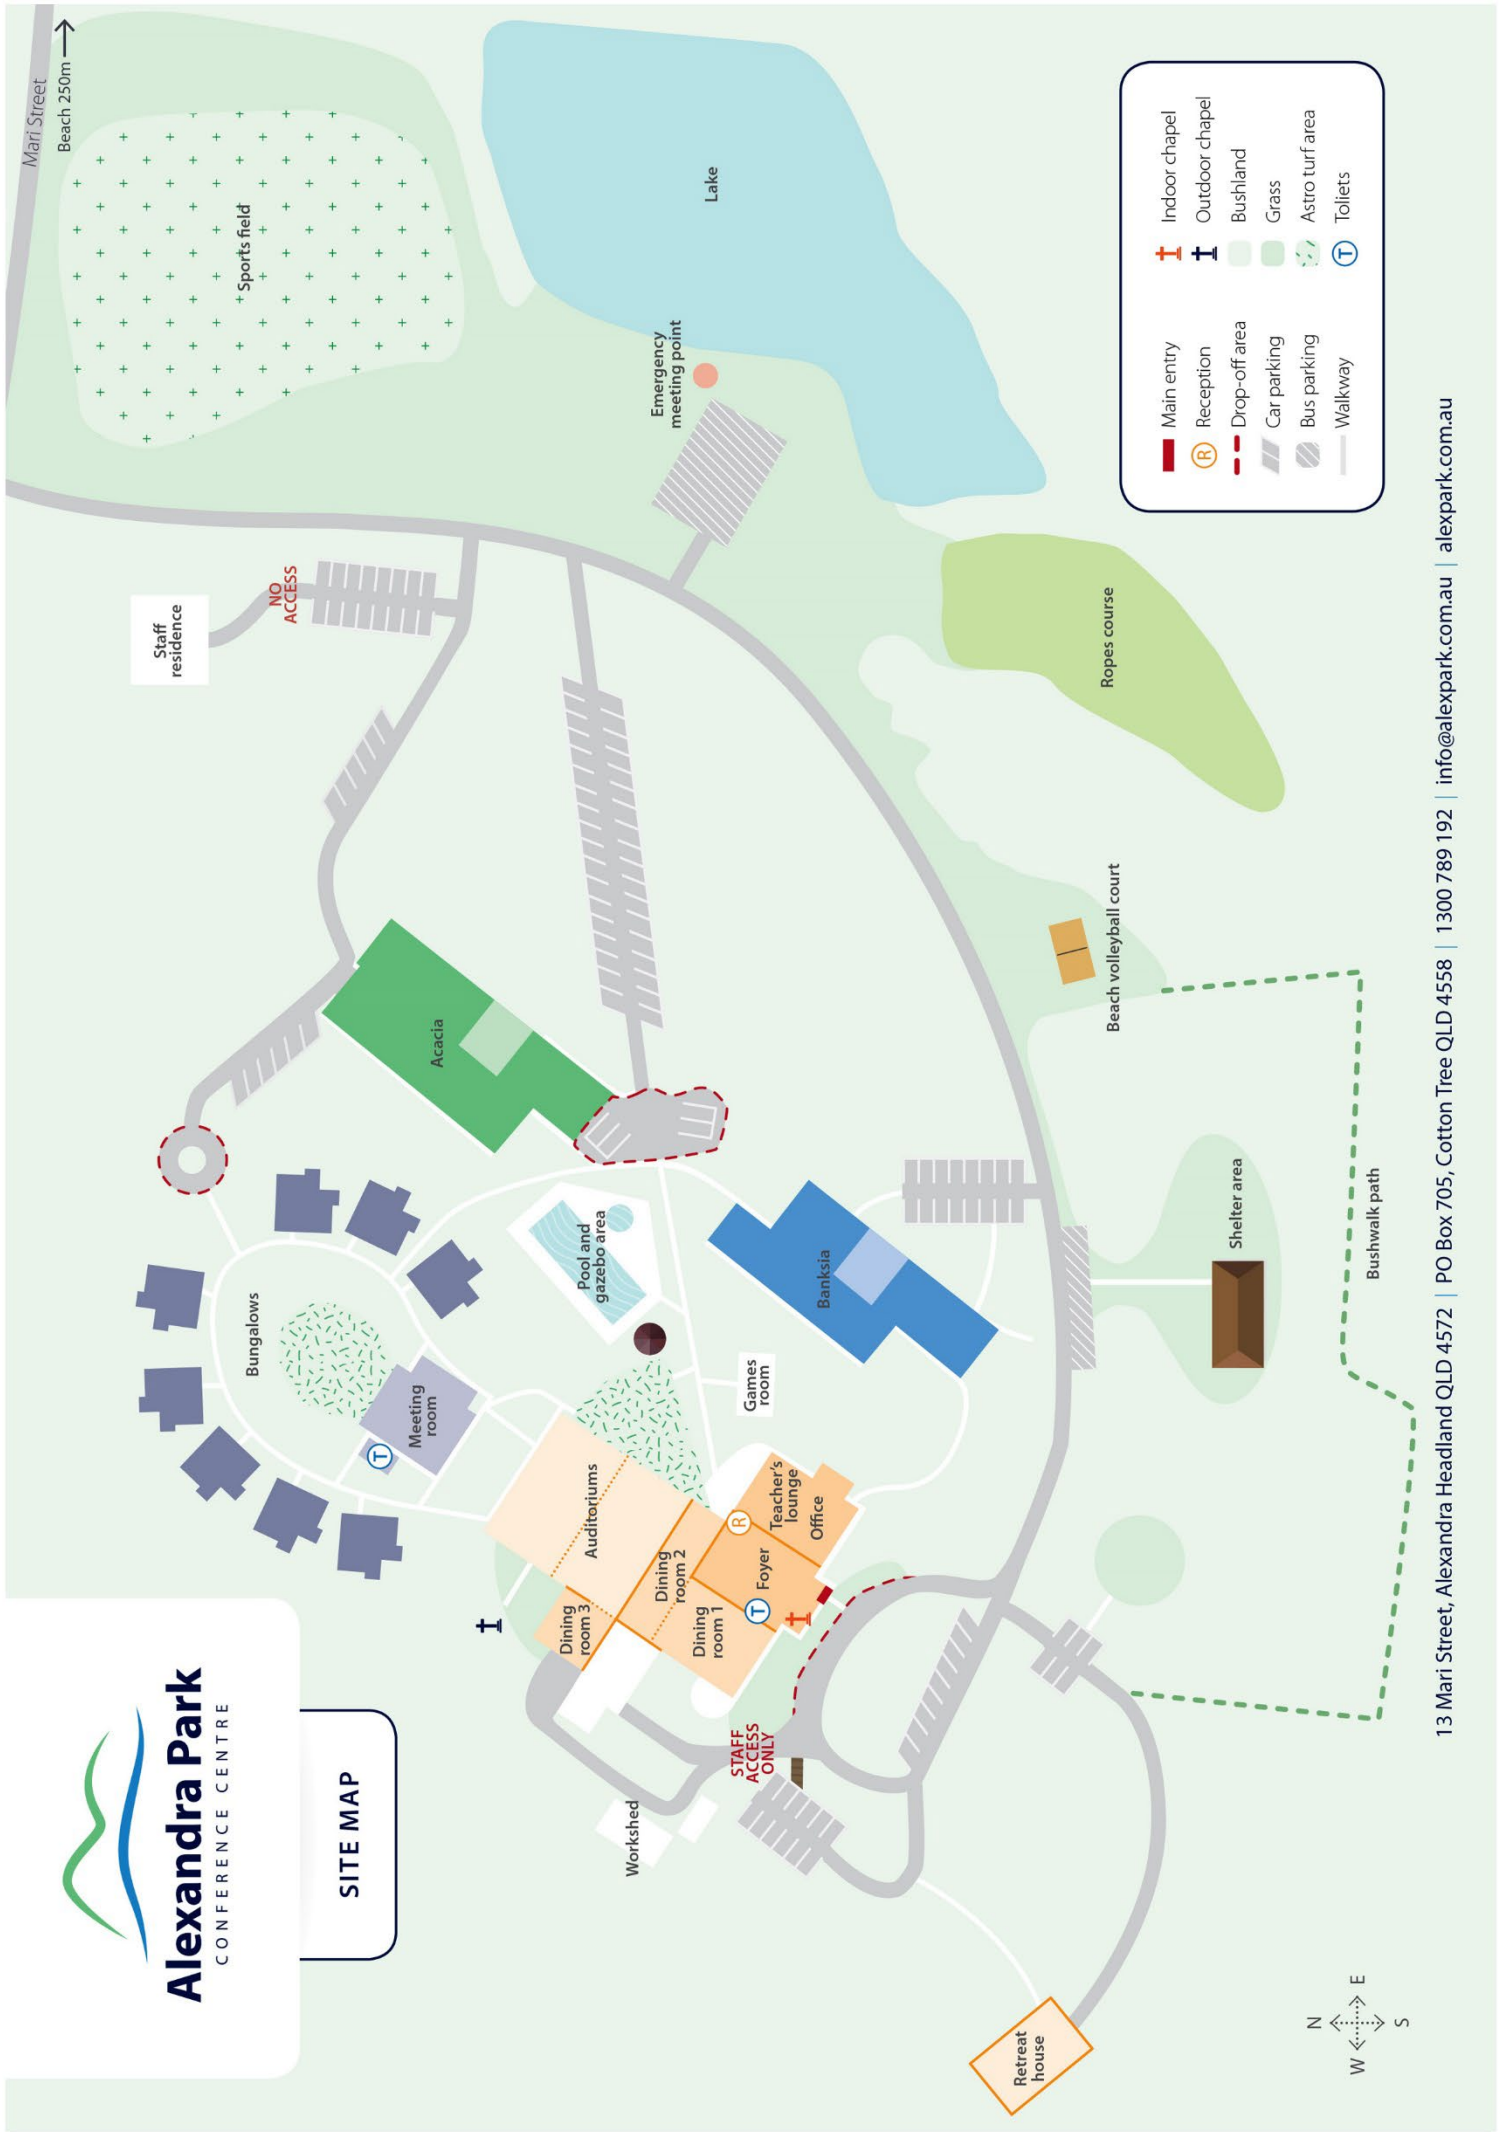 Alexandra Park
CONFERENCE CENTRE
SITE MAP
Mari Street
Beach 250m
Sports field
Lake
Emergency
meeting point
Staff
residence
NO
ACCESS
Ropes course
Acacia
Beach volleyball court
Bungalows
Pool and
gazebo area
Banksia
Shelter area
Bushwalk path
Meeting
room
T
Games
room
Auditoriums
Teacher's
lounge
Office
R
Foyer
T
Dining
room 2
Dining
room 3
Dining
room 1
STAFF
ACCESS
ONLY
Workshed
Retreat
house
N
W E
S
Main entry
R Reception
Drop-off area
Car parking
Bus parking
Walkway
Indoor chapel
Outdoor chapel
Bushland
Grass
Astro turf area
T Toliets
13 Mari Street, Alexandra Headland QLD 4572 | PO Box 705, Cotton Tree QLD 4558 | 1300 789 192 | info@alexpark.com.au | alexpark.com.au